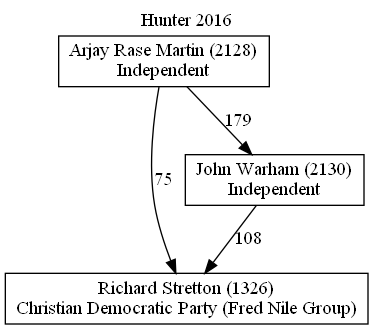 Hunter 2016
Arjay Rase Martin (2128)
Independent
179
John Warham (2130)
Independent
75
108
Richard Stretton (1326)
Christian Democratic Party (Fred Nile Group)